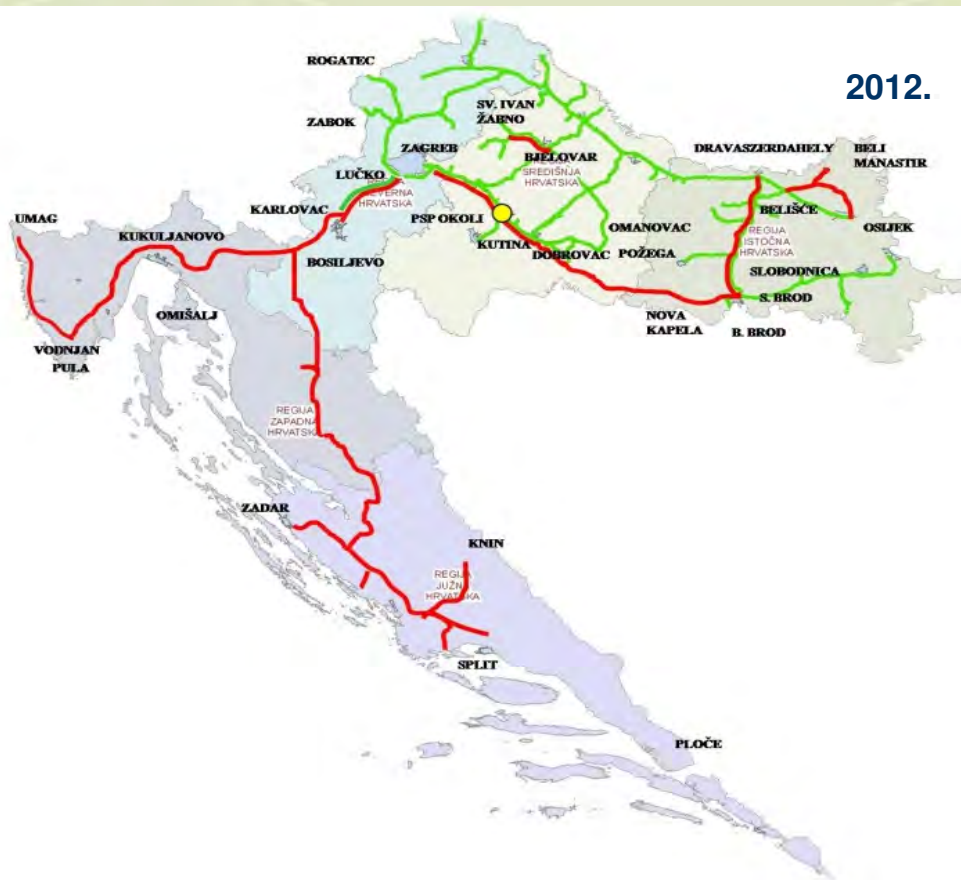 2012.
ROGATEC
ZABOK
SV. IVAN
ŽABNO
ZAGREB
BJELOVAR
REGIJA
SREDIŠNJA
HRVATSKA
DRAVASZERDAHELY
BELI
MANASTIR
LUČKO
HRVATSKA
KARLOVAC
PSP OKOLI
BELIŠĆE
OSIJEK
UMAG
KUKULJANOVO
KUTINA
OMANOVAC
DOBROVAC
POŽEGA
REGIJA
ISTOČNA
HRVATSKA
BOSILJEVO
SLOBODNICA
S. BROD
OMIŠALJ
NOVA
KAPELA
B. BROD
VODNJAN
PULA
REGIJA
ZAPADNA
HRVATSKA
ZADAR
KNIN
REGIJA
JUŽNA
HRVATSKA
SPLIT
PLOČE